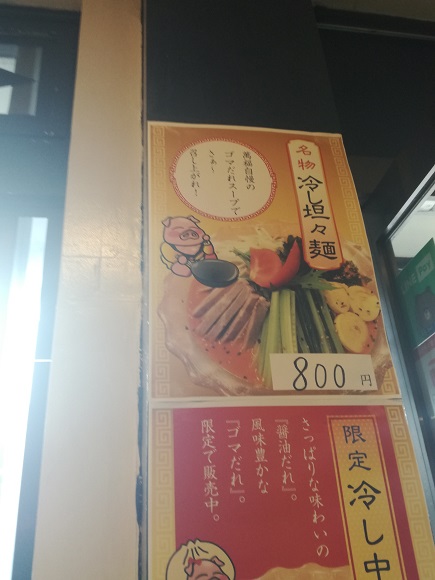 名物
冷し坦々麺
萬福自慢の
ゴマだれスープで
さぁ～
召し上がれ！
800円
限定 冷し中
さっぱりな味わいの
『醤油だれ』。
風味豊かな
『ゴマだれ』。
限定で販売中。